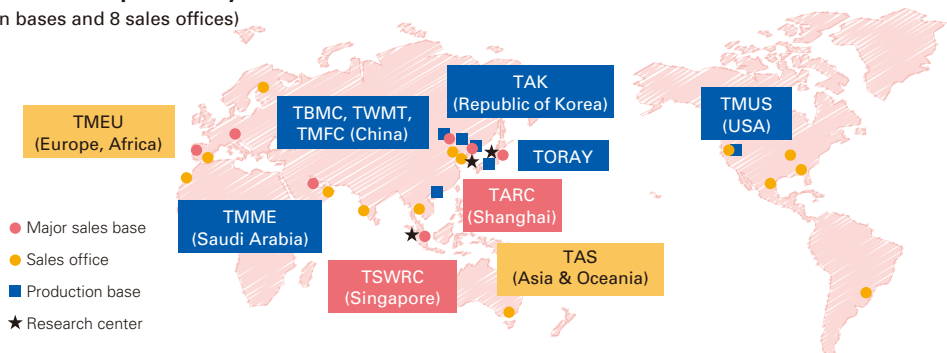 n bases and 8 sales offices)
TAK
(Republic of Korea)
TBMC, TWMT,
TMFC (China)
TMUS
(USA)
TMEU
(Europe, Africa)
TORAY
TARC
(Shanghai)
TMME
(Saudi Arabia)
Major sales base
Sales office
Production base
Research center
TAS
(Asia & Oceania)
TSWRC
(Singapore)